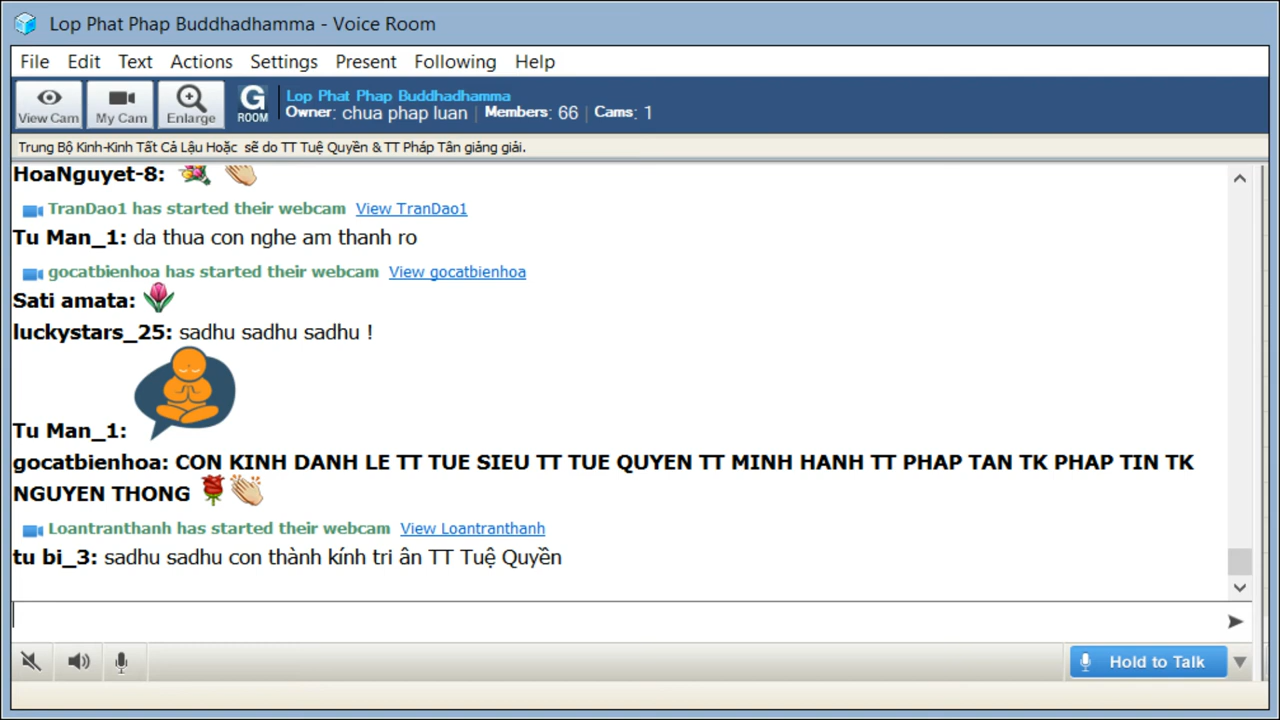 Lop Phat Phap Buddhadhamma - Voice Room
File Edit Text Actions Settings Present Following Help
View Cam My Cam Enlarge G ROOM Lop Phat Phap Buddhadhamma
Owner: chua phap luan | Members: 66 | Cams: 1
Trung Bộ Kinh-Kinh Tất Cả Lậu Hoặc sẽ do TT Tuệ Quyền & TT Pháp Tân giảng giải.
HoaNguyet-8:
TranDao1 has started their webcam View TranDao1
Tu Man_1: da thua con nghe am thanh ro
gocatbienhoa has started their webcam View gocatbienhoa
Sati amata:
luckystars_25: sadhu sadhu sadhu !
Tu Man_1:
gocatbienhoa: CON KINH DANH LE TT TUE SIEU TT TUE QUYEN TT MINH HANH TT PHAP TAN TK PHAP TIN TK
NGUYEN THONG
Loantranthanh has started their webcam View Loantranthanh
tu bi_3: sadhu sadhu con thành kính tri ân TT Tuệ Quyền
Hold to Talk